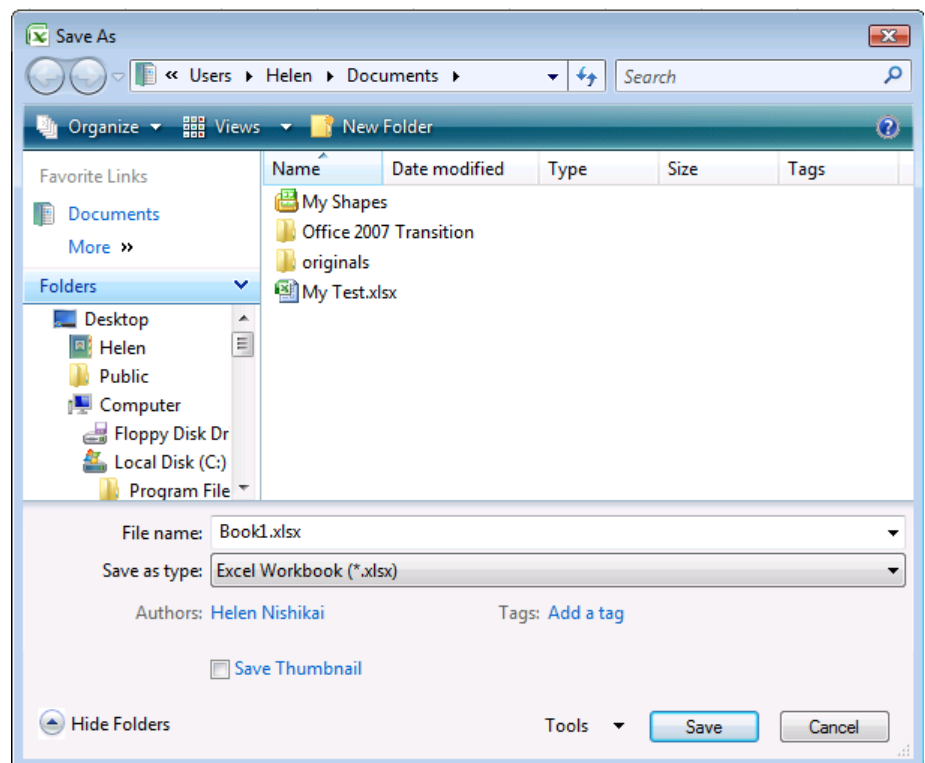 Save As
« Users Helen Documents Search
Organize Views New Folder
Favorite Links
Documents
More »
Folders
Desktop
Helen
Public
Computer
Floppy Disk Dr
Local Disk (C:)
Program File
Name Date modified Type Size Tags
My Shapes
Office 2007 Transition
originals
My Test.xlsx
File name: Book1.xlsx
Save as type: Excel Workbook (*.xlsx)
Authors: Helen Nishikai Tags: Add a tag
Save Thumbnail
Hide Folders Tools Save Cancel